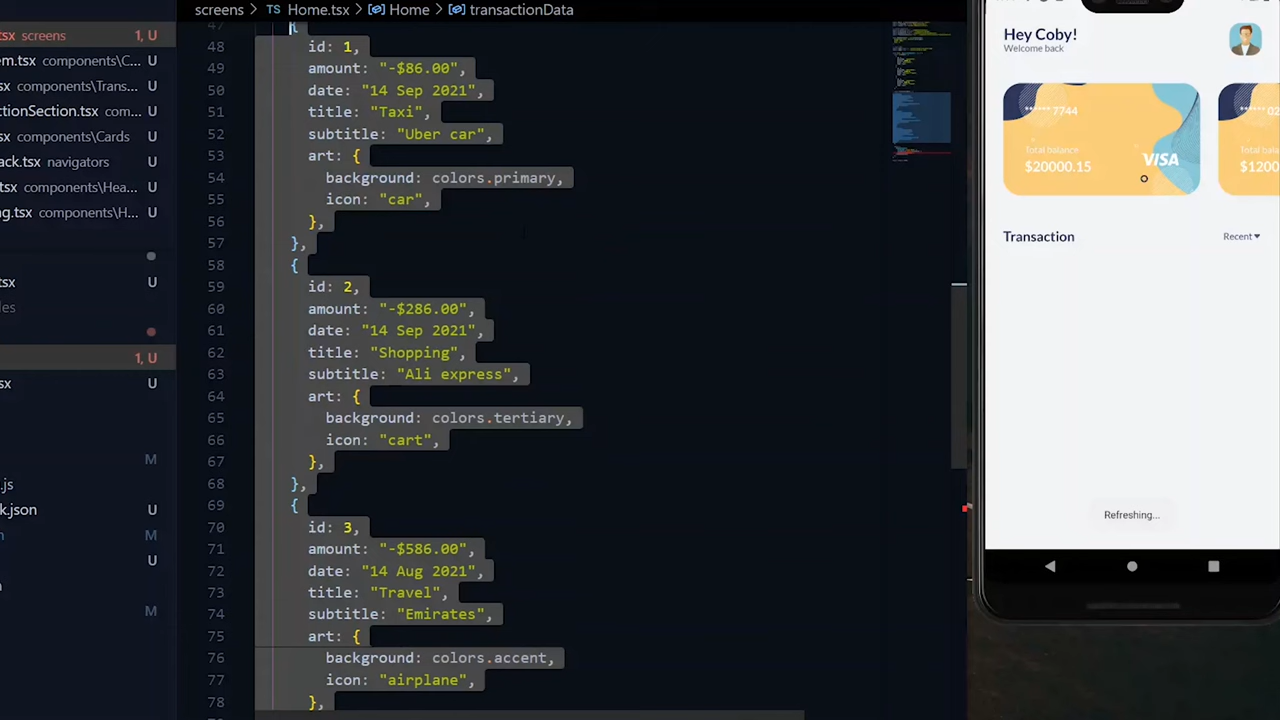 screens > TS Home.tsx > Home > transactionData
tsx screens 1, U
em.tsx components\C... U
x components\Trans... U
ctionSection.tsx com... U
x components\Cards U
ack.tsx navigators U
.tsx components\Hea... U
ng.tsx components\H... U
tsx U
les
1, U
sx U
M
.js
k.json U
M
U
M
47 {
48 id: 1,
49 amount: "-$86.00",
50 date: "14 Sep 2021",
51 title: "Taxi",
52 subtitle: "Uber car",
53 art: {
54 background: colors.primary,
55 icon: "car",
56 },
57 },
58 {
59 id: 2,
60 amount: "-$286.00",
61 date: "14 Sep 2021",
62 title: "Shopping",
63 subtitle: "Ali express",
64 art: {
65 background: colors.tertiary,
66 icon: "cart",
67 },
68 },
69 {
70 id: 3,
71 amount: "-$586.00",
72 date: "14 Aug 2021",
73 title: "Travel",
74 subtitle: "Emirates",
75 art: {
76 background: colors.accent,
77 icon: "airplane",
78 },
Hey Coby!
Welcome back
****** 7744
Total balance
$20000.15
VISA
****** 02
Total bala
$1200
Transaction
Recent
Refreshing...